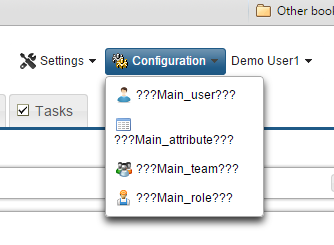 Other boo
Settings
Configuration
Demo User1
Tasks
???Main_user???
???Main_attribute???
???Main_team???
???Main_role???